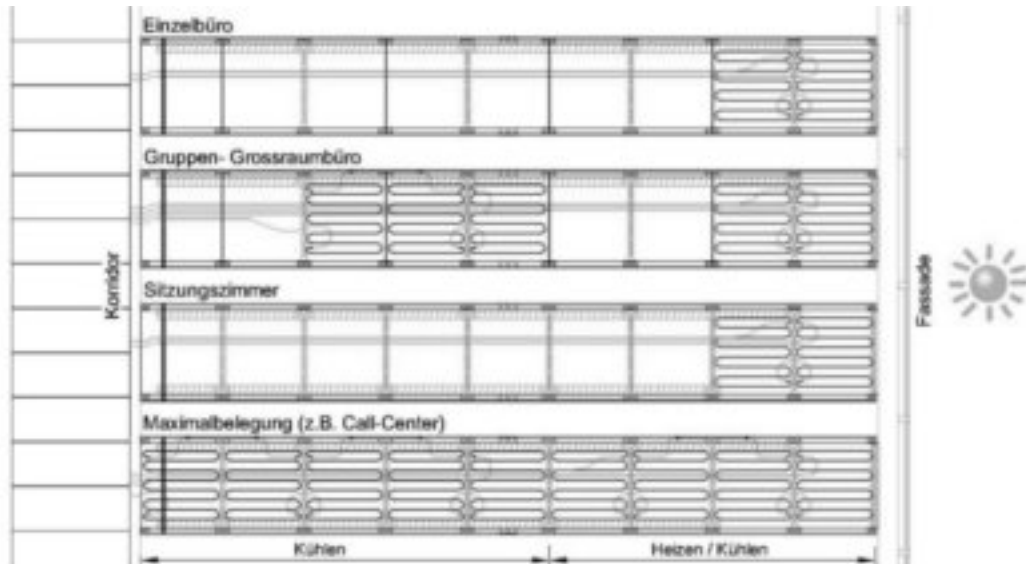 Einzelbüro
Gruppen- Grossraumbüro
Korridor
Fassade
Sitzungszimmer
Maximalbelegung (z.B. Call-Center)
Kühlen
Heizen / Kühlen